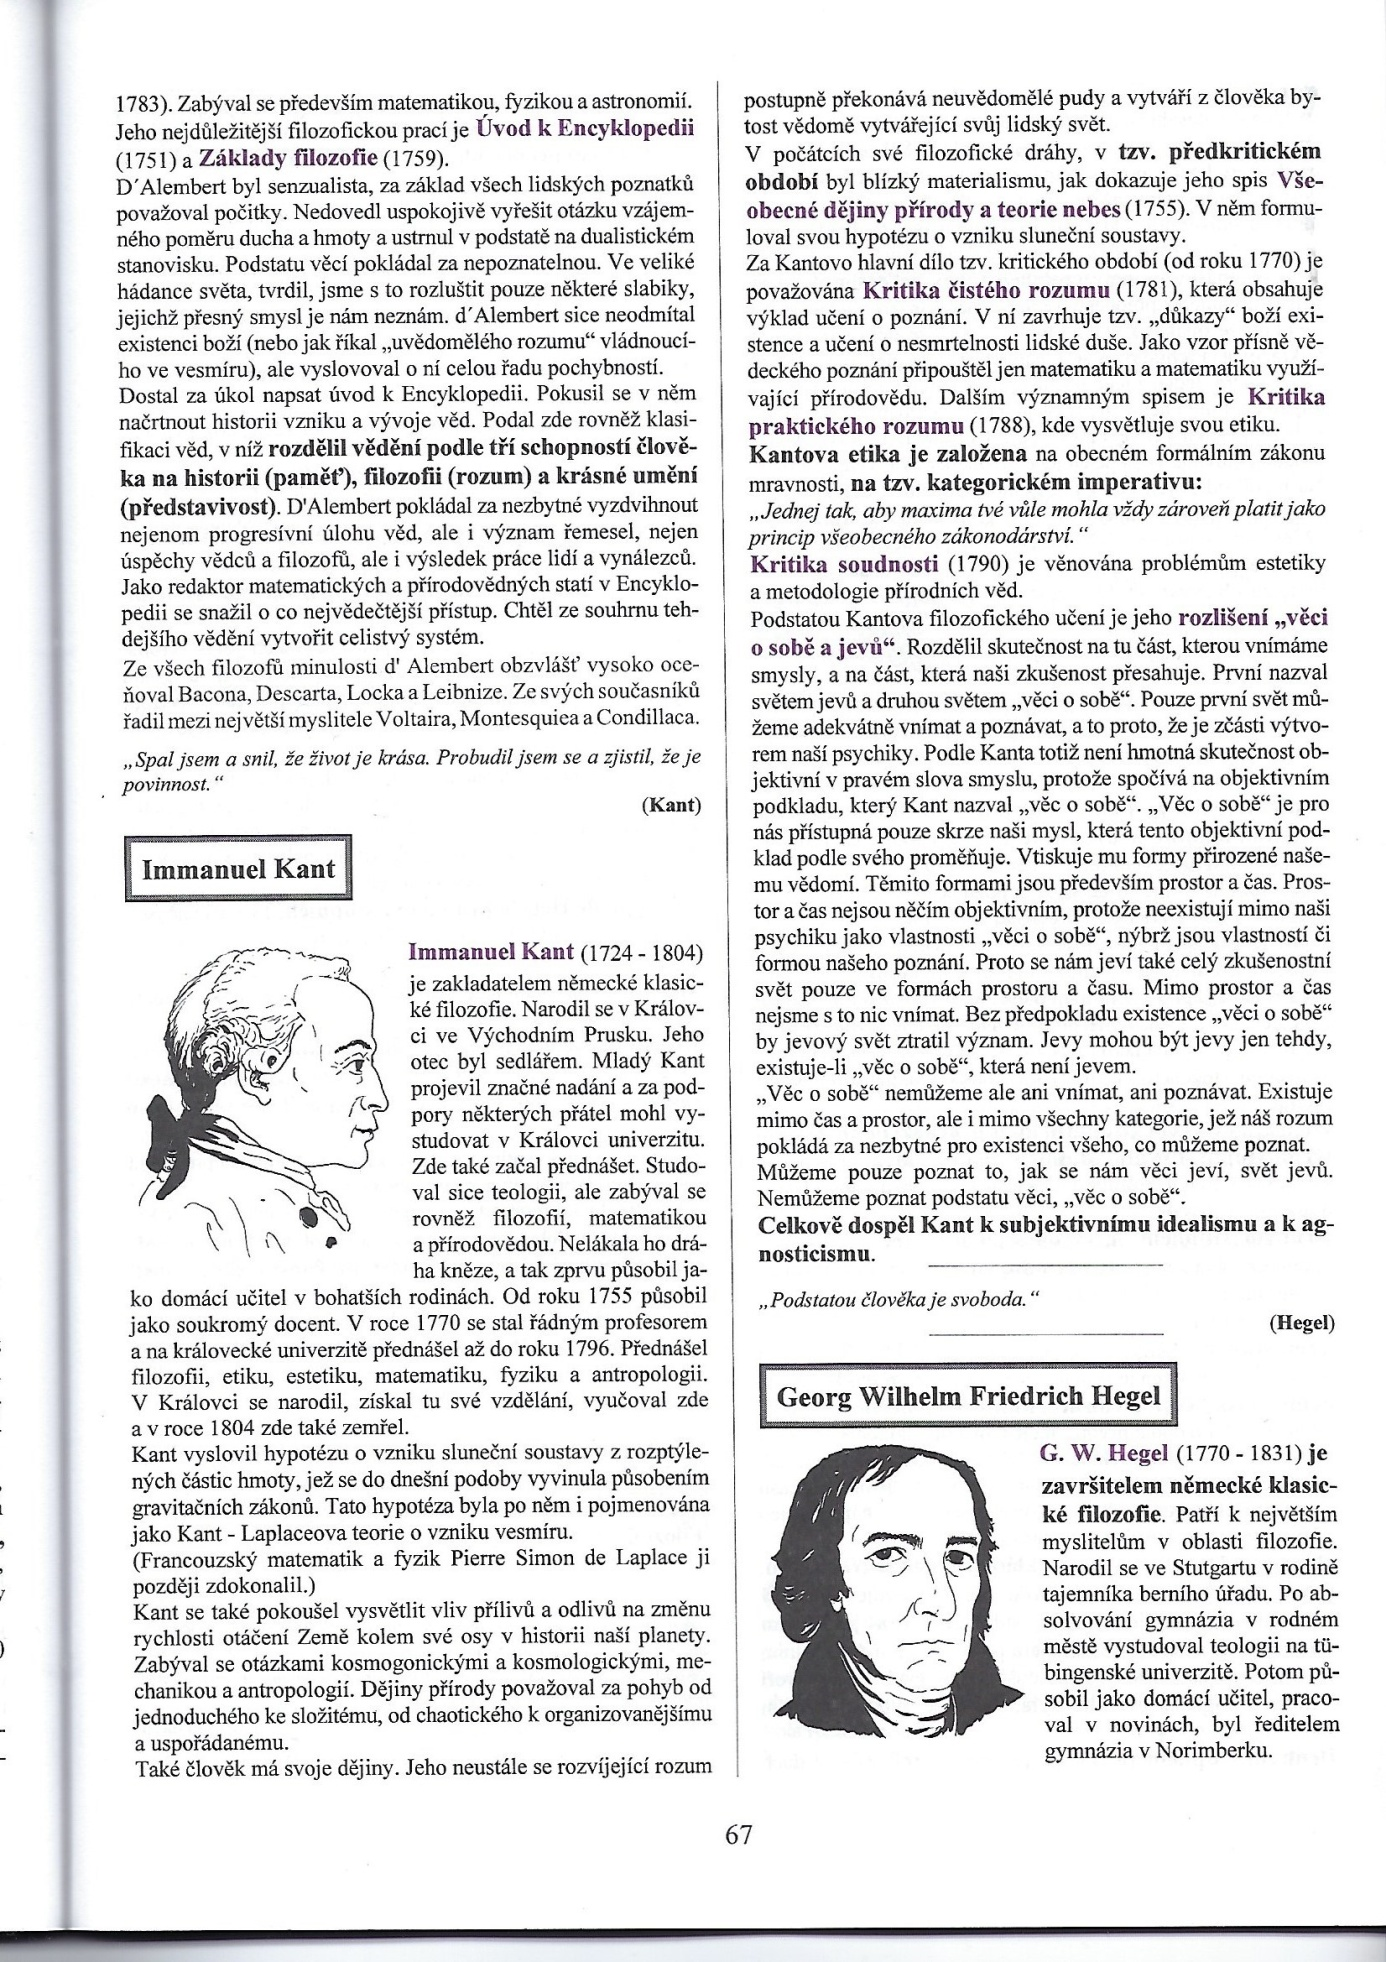 1783). Zabýval se především matematikou, fyzikou a astronomií.
Jeho nejdůležitější filozofickou prací je Úvod k Encyklopedii
(1751) a Základy filozofie (1759).
D´Alembert byl senzualista, za základ všech lidských poznatků
považoval počitky. Nedovedl uspokojivě vyřešit otázku vzájem-
ného poměru ducha a hmoty a ustrnul v podstatě na dualistickém
stanovisku. Podstatu věcí pokládal za nepoznatelnou. Ve veliké
hádance světa, tvrdil, jsme s to rozluštit pouze některé slabiky,
jejichž přesný smysl je nám neznám. d´Alembert sice neodmítal
existenci boží (nebo jak říkal „uvědomělého rozumu“ vládnoucí-
ho ve vesmíru), ale vyslovoval o ní celou řadu pochybností.
Dostal za úkol napsat úvod k Encyklopedii. Pokusil se v něm
načrtnout historii vzniku a vývoje věd. Podal zde rovněž klasi-
fikaci věd, v níž rozdělil vědění podle tří schopností člově-
ka na historii (paměť), filozofii (rozum) a krásné umění
(představivost). D'Alembert pokládal za nezbytné vyzdvihnout
nejenom progresívní úlohu věd, ale i význam řemesel, nejen
úspěchy vědců a filozofů, ale i výsledek práce lidí a vynálezců.
Jako redaktor matematických a přírodovědných statí v Encyklo-
pedii se snažil o co nejvědečtější přístup. Chtěl ze souhrnu teh-
dejšího vědění vytvořit celistvý systém.
Ze všech filozofů minulosti d' Alembert obzvlášť vysoko oce-
ňoval Bacona, Descarta, Locka a Leibnize. Ze svých současníků
řadil mezi největší myslitele Voltaira, Montesquiea a Condillaca.
„Spal jsem a snil, že život je krása. Probudil jsem se a zjistil, že je
povinnost.“
(Kant)
Immanuel Kant
Immanuel Kant (1724 - 1804)
je zakladatelem německé klasic-
ké filozofie. Narodil se v Králov-
ci ve Východním Prusku. Jeho
otec byl sedlářem. Mladý Kant
projevil značné nadání a za pod-
pory některých přátel mohl vy-
studovat v Královci univerzitu.
Zde také začal přednášet. Studo-
val sice teologii, ale zabýval se
rovněž filozofií, matematikou
a přírodovědou. Nelákala ho drá-
ha kněze, a tak zprvu působil ja-
ko domácí učitel v bohatších rodinách. Od roku 1755 působil
jako soukromý docent. V roce 1770 se stal řádným profesorem
a na královecké univerzitě přednášel až do roku 1796. Přednášel
filozofii, etiku, estetiku, matematiku, fyziku a antropologii.
V Královci se narodil, získal tu své vzdělání, vyučoval zde
a v roce 1804 zde také zemřel.
Kant vyslovil hypotézu o vzniku sluneční soustavy z rozptýle-
ných částic hmoty, jež se do dnešní podoby vyvinula působením
gravitačních zákonů. Tato hypotéza byla po něm i pojmenována
jako Kant - Laplaceova teorie o vzniku vesmíru.
(Francouzský matematik a fyzik Pierre Simon de Laplace ji
později zdokonalil.)
Kant se také pokoušel vysvětlit vliv přílivů a odlivů na změnu
rychlosti otáčení Země kolem své osy v historii naší planety.
Zabýval se otázkami kosmogonickými a kosmologickými, me-
chanikou a antropologií. Dějiny přírody považoval za pohyb od
jednoduchého ke složitému, od chaotického k organizovanějšímu
a uspořádanému.
Také člověk má svoje dějiny. Jeho neustále se rozvíjející rozum
postupně překonává neuvědomělé pudy a vytváří z člověka by-
tost vědomě vytvářející svůj lidský svět.
V počátcích své filozofické dráhy, v tzv. předkritickém
období byl blízký materialismu, jak dokazuje jeho spis Vše-
obecné dějiny přírody a teorie nebes (1755). V něm formu-
loval svou hypotézu o vzniku sluneční soustavy.
Za Kantovo hlavní dílo tzv. kritického období (od roku 1770) je
považována Kritika čistého rozumu (1781), která obsahuje
výklad učení o poznání. V ní zavrhuje tzv. „důkazy“ boží exi-
stence a učení o nesmrtelnosti lidské duše. Jako vzor přísně vě-
deckého poznání připouštěl jen matematiku a matematiku využí-
vající přírodovědu. Dalším významným spisem je Kritika
praktického rozumu (1788), kde vysvětluje svou etiku.
Kantova etika je založena na obecném formálním zákonu
mravnosti, na tzv. kategorickém imperativu:
„Jednej tak, aby maxima tvé vůle mohla vždy zároveň platit jako
princip všeobecného zákonodárství.“
Kritika soudnosti (1790) je věnována problémům estetiky
a metodologie přírodních věd.
Podstatou Kantova filozofického učení je jeho rozlišení „věci
o sobě a jevů“. Rozdělil skutečnost na tu část, kterou vnímáme
smysly, a na část, která naši zkušenost přesahuje. První nazval
světem jevů a druhou světem „věci o sobě“. Pouze první svět mů-
žeme adekvátně vnímat a poznávat, a to proto, že je zčásti výtvo-
rem naší psychiky. Podle Kanta totiž není hmotná skutečnost ob-
jektivní v pravém slova smyslu, protože spočívá na objektivním
podkladu, který Kant nazval „věc o sobě“. „Věc o sobě“ je pro
nás přístupná pouze skrze naši mysl, která tento objektivní pod-
klad podle svého proměňuje. Vtiskuje mu formy přirozené naše-
mu vědomí. Těmito formami jsou především prostor a čas. Pros-
tor a čas nejsou něčím objektivním, protože neexistují mimo naši
psychiku jako vlastnosti „věci o sobě“, nýbrž jsou vlastností či
formou našeho poznání. Proto se nám jeví také celý zkušenostní
svět pouze ve formách prostoru a času. Mimo prostor a čas
nejsme s to nic vnímat. Bez předpokladu existence „věci o sobě“
by jevový svět ztratil význam. Jevy mohou být jevy jen tehdy,
existuje-li „věc o sobě“, která není jevem.
„Věc o sobě“ nemůžeme ale ani vnímat, ani poznávat. Existuje
mimo čas a prostor, ale i mimo všechny kategorie, jež náš rozum
pokládá za nezbytné pro existenci všeho, co můžeme poznat.
Můžeme pouze poznat to, jak se nám věci jeví, svět jevů.
Nemůžeme poznat podstatu věci, „věc o sobě“.
Celkově dospěl Kant k subjektivnímu idealismu a k ag-
nosticismu.
„Podstatou člověka je svoboda.“
(Hegel)
Georg Wilhelm Friedrich Hegel
G. W. Hegel (1770 - 1831) je
završitelem německé klasic-
ké filozofie. Patří k největším
myslitelům v oblasti filozofie.
Narodil se ve Stutgartu v rodině
tajemníka berního úřadu. Po ab-
solvování gymnázia v rodném
městě vystudoval teologii na tü-
bingenské univerzitě. Potom pů-
sobil jako domácí učitel, praco-
val v novinách, byl ředitelem
gymnázia v Norimberku.
67